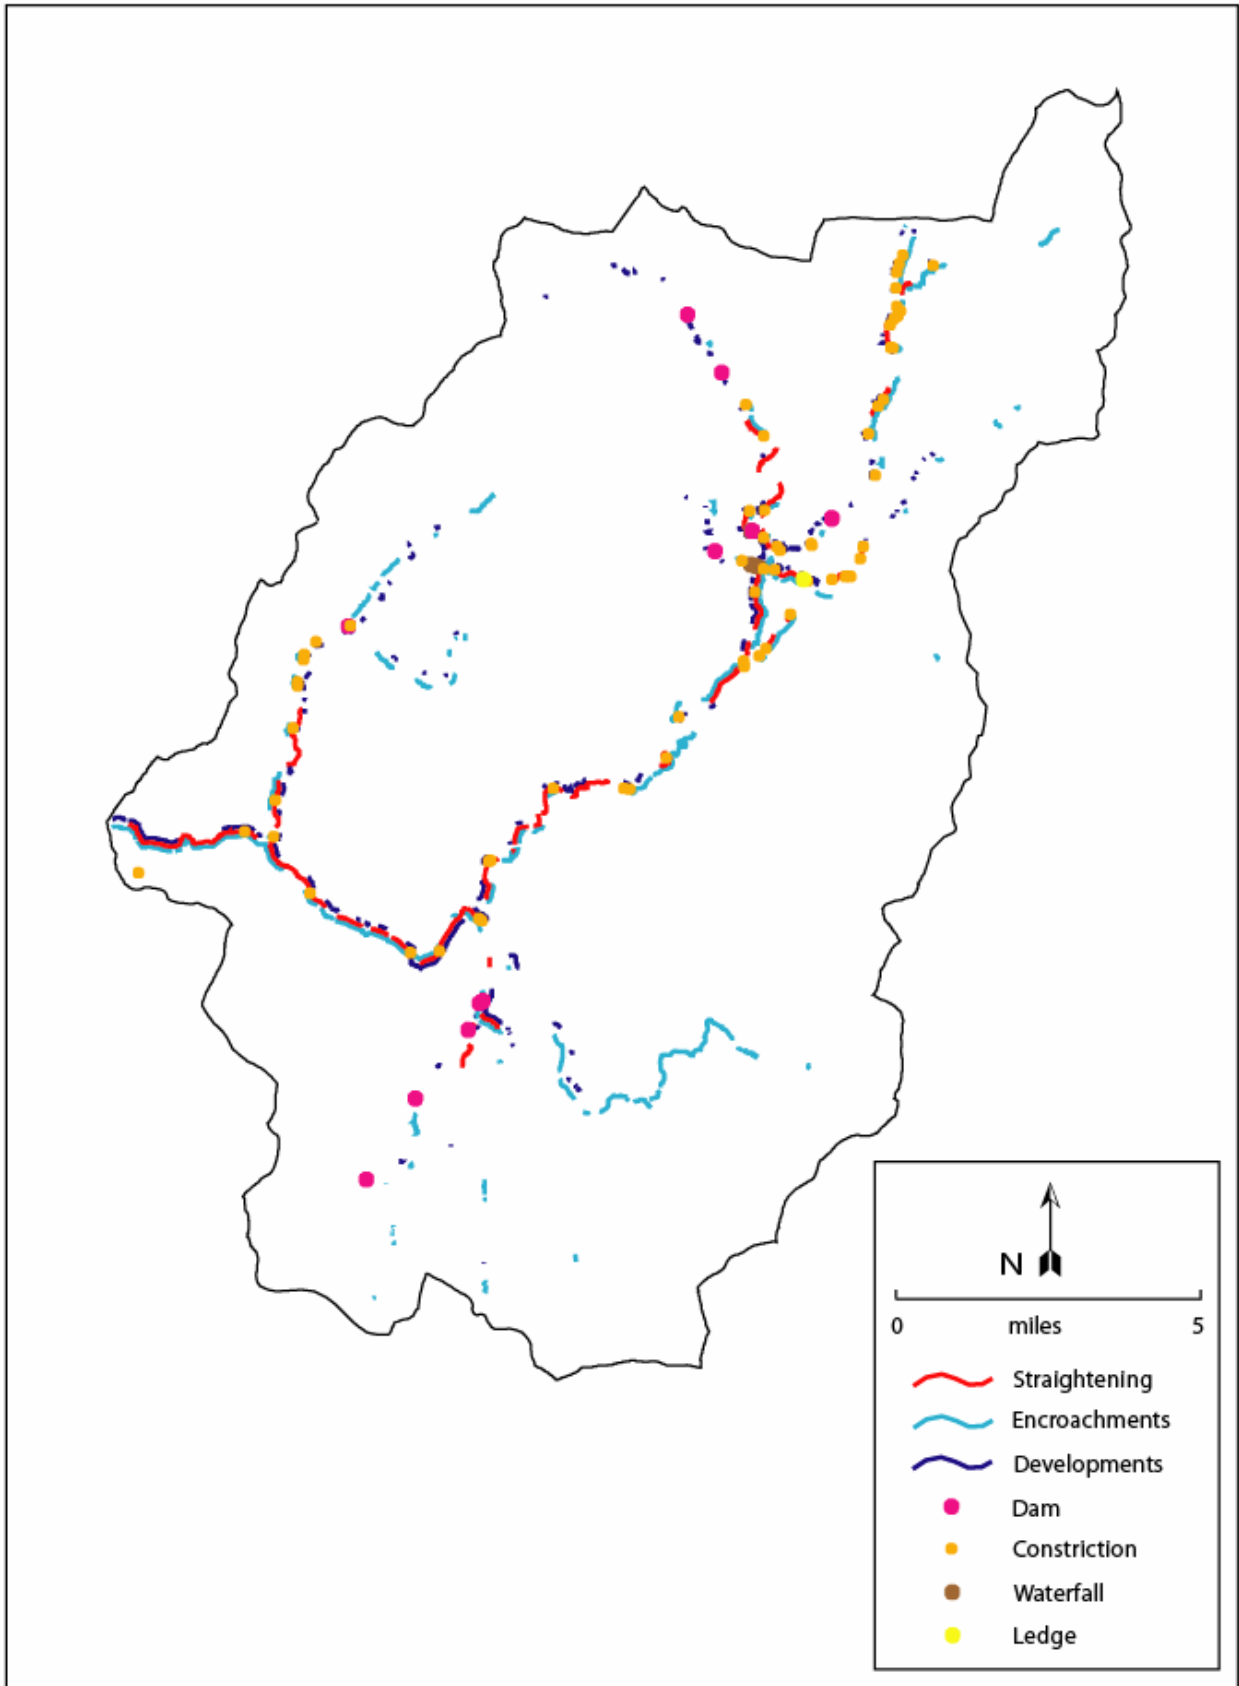 N
0 miles 5
Straightening
Encroachments
Developments
Dam
Constriction
Waterfall
Ledge